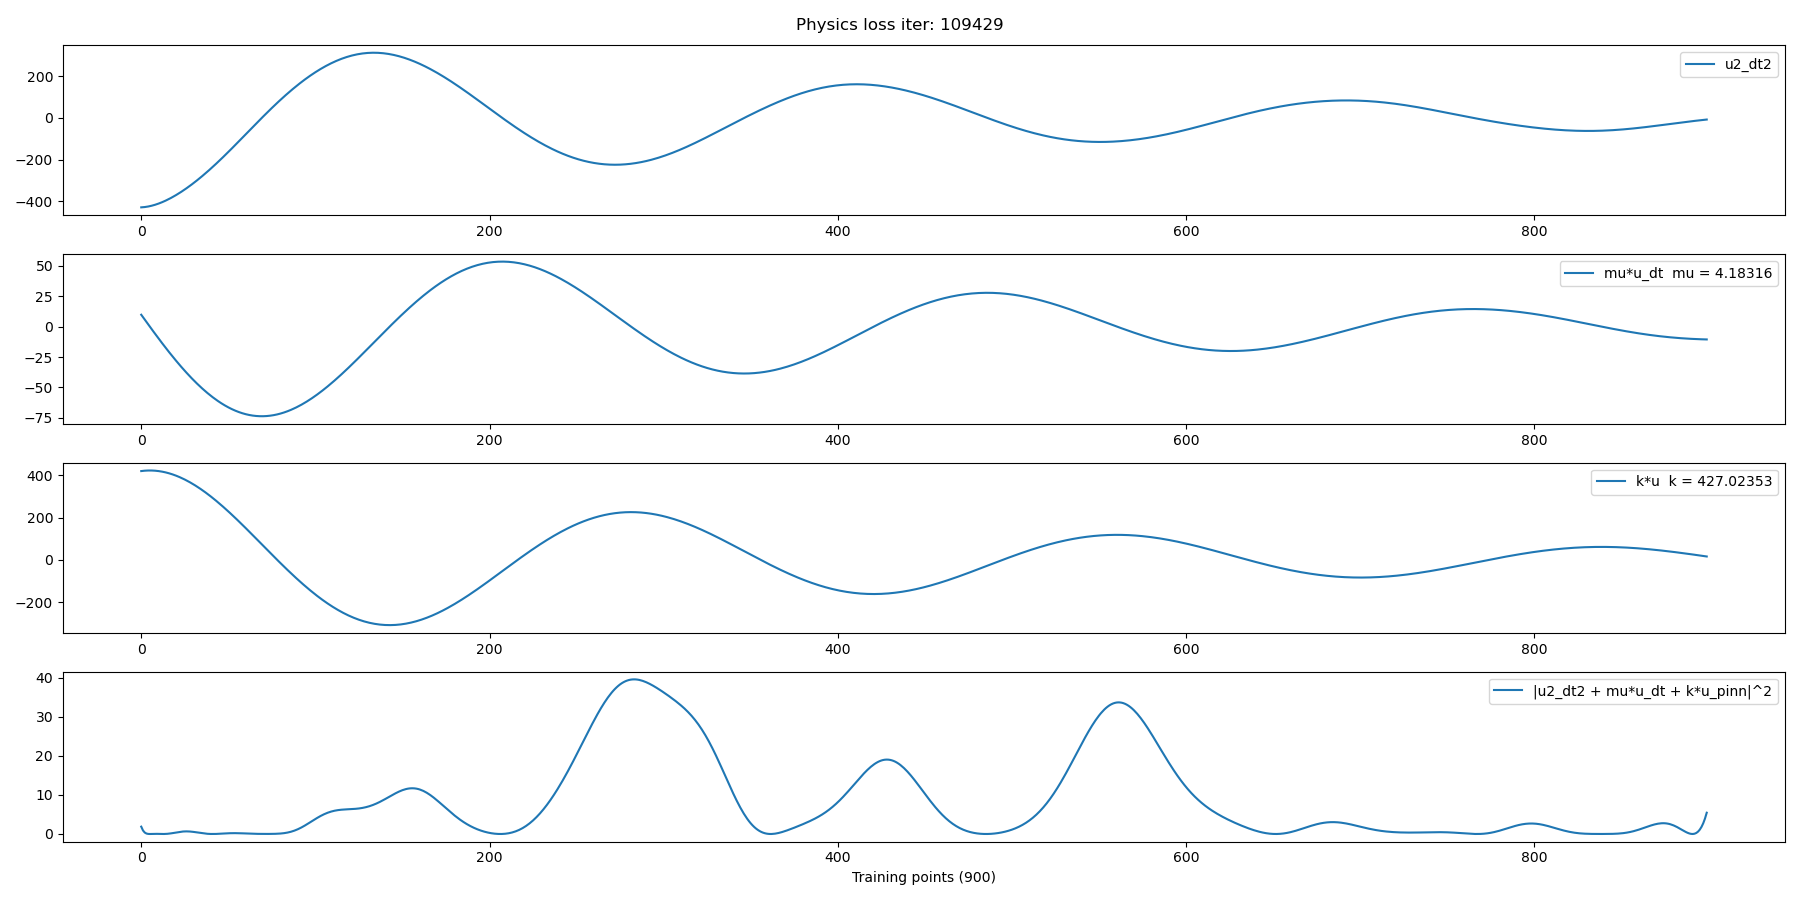 Physics loss iter: 109429
200
0
−200
−400
u2_dt2
0 200 400 600 800
50
25
0
−25
−50
−75
mu*u_dt  mu = 4.18316
0 200 400 600 800
400
200
0
−200
k*u  k = 427.02353
0 200 400 600 800
40
30
20
10
0
|u2_dt2 + mu*u_dt + k*u_pinn|^2
0 200 400 600 800
Training points (900)